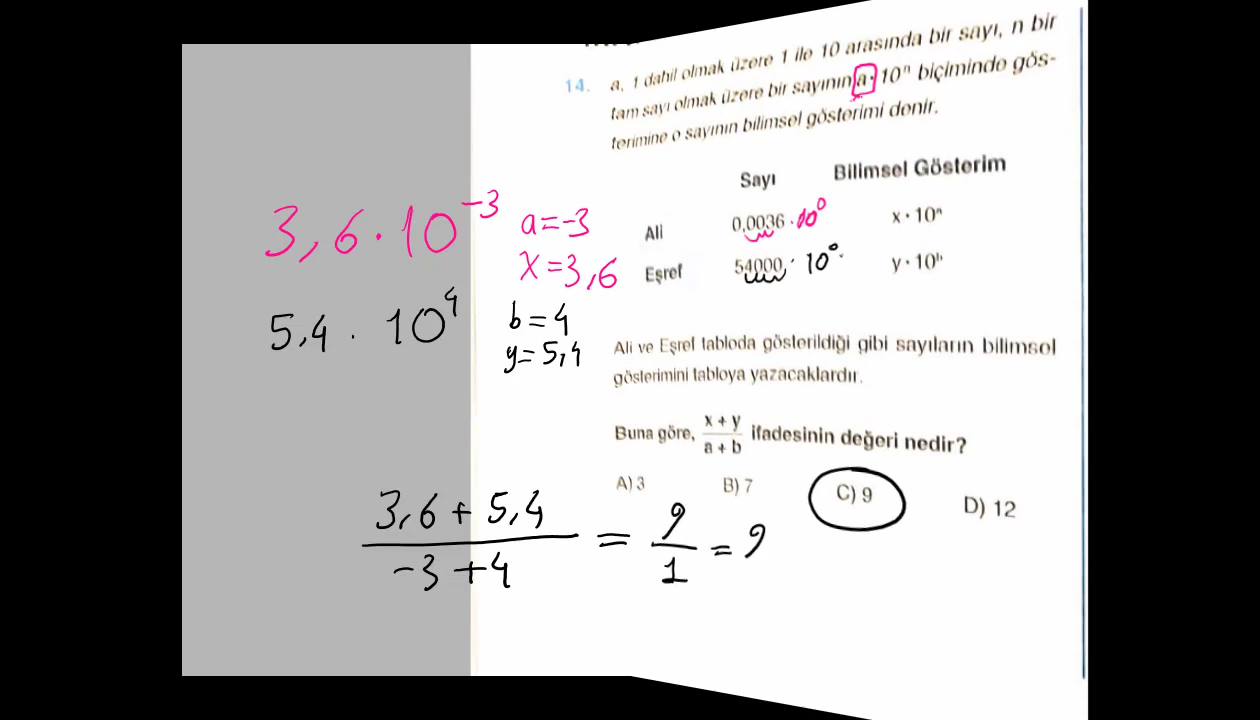 14. a, 1 dahil olmak üzere 1 ile 10 arasında bir sayı, n bir
tam sayı olmak üzere bir sayının a· 10ⁿ biçiminde gös-
terimine o sayının bilimsel gösterimi denir.
Sayı Bilimsel Gösterim
Ali 0,0036 · 10⁰ x · 10ᵃ
Eşref 54000, · 10⁰ · y · 10ᵇ
3,6 · 10⁻³
a = -3
x = 3,6
5,4 · 10⁴
b = 4
y = 5,4
Ali ve Eşref tabloda gösterildiği gibi sayıların bilimsel
gösterimini tabloya yazacaklardır.
Buna göre, x + y / a + b ifadesinin değeri nedir?
A) 3 B) 7 C) 9 D) 12
3,6 + 5,4 / -3 + 4 = 9 / 1 = 9